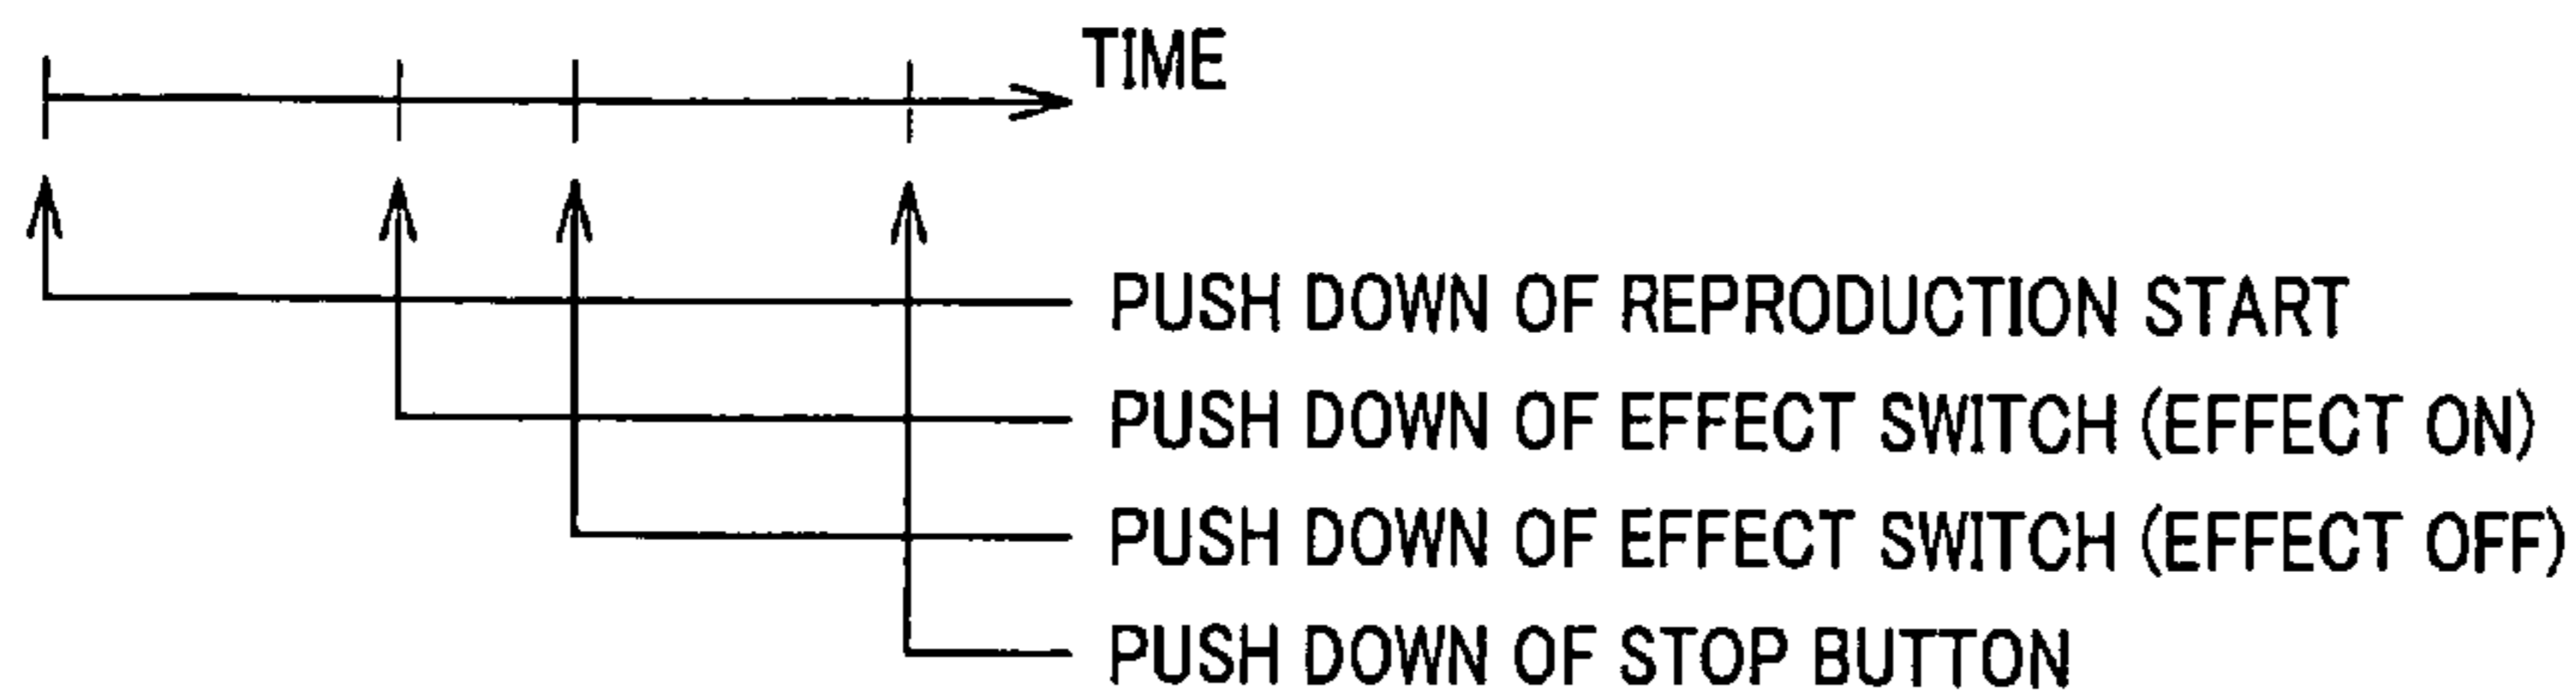 TIME
PUSH DOWN OF REPRODUCTION START
PUSH DOWN OF EFFECT SWITCH (EFFECT ON)
PUSH DOWN OF EFFECT SWITCH (EFFECT OFF)
PUSH DOWN OF STOP BUTTON